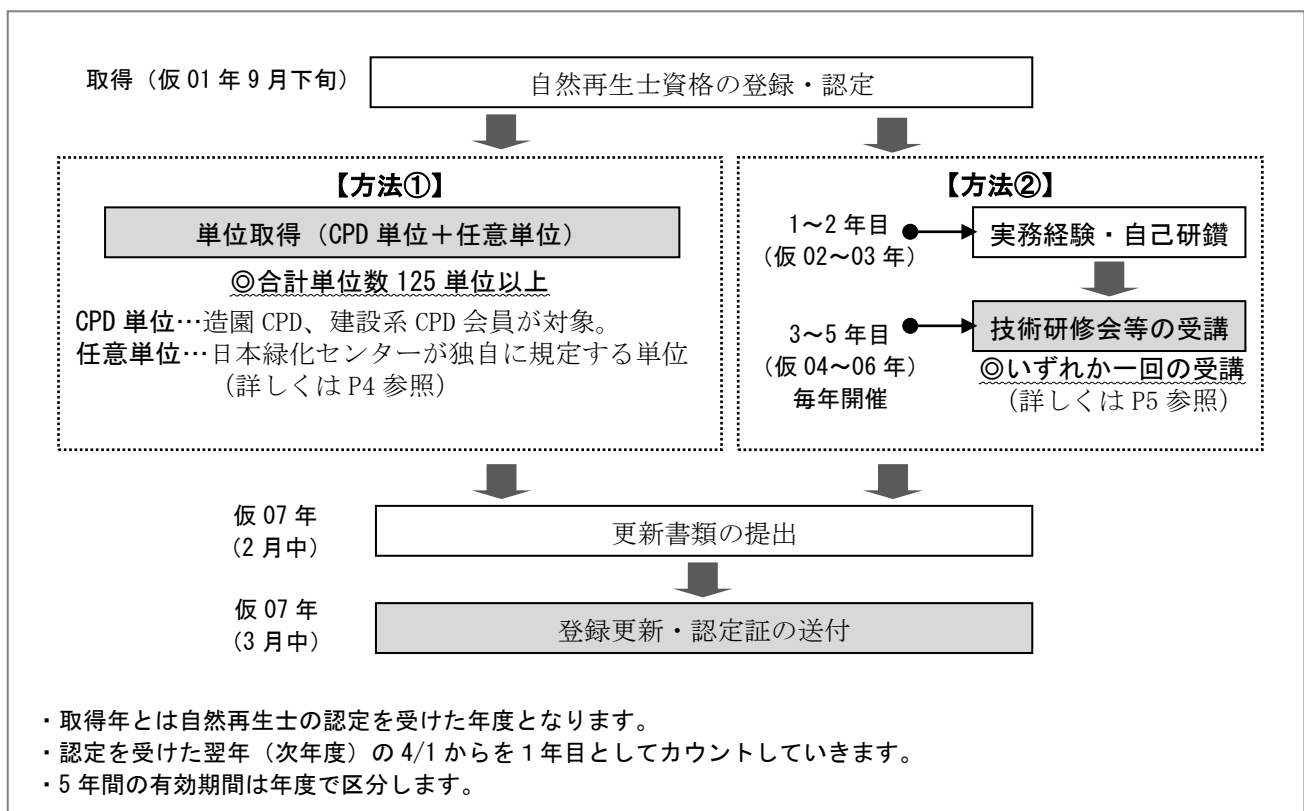 取得（仮 01 年 9 月下旬）
自然再生士資格の登録・認定
【方法①】
単位取得（CPD 単位＋任意単位）
◎合計単位数 125 単位以上
CPD 単位…造園 CPD、建設系 CPD 会員が対象。
任意単位…日本緑化センターが独自に規定する単位
（詳しくは P4 参照）
【方法②】
1～2 年目
（仮 02～03 年）
実務経験・自己研鑽
3～5 年目
（仮 04～06 年）
毎年開催
技術研修会等の受講
◎いずれか一回の受講
（詳しくは P5 参照）
仮 07 年
（2 月中）
更新書類の提出
仮 07 年
（3 月中）
登録更新・認定証の送付
・取得年とは自然再生士の認定を受けた年度となります。
・認定を受けた翌年（次年度）の 4/1 からを１年目としてカウントしていきます。
・5 年間の有効期間は年度で区分します。